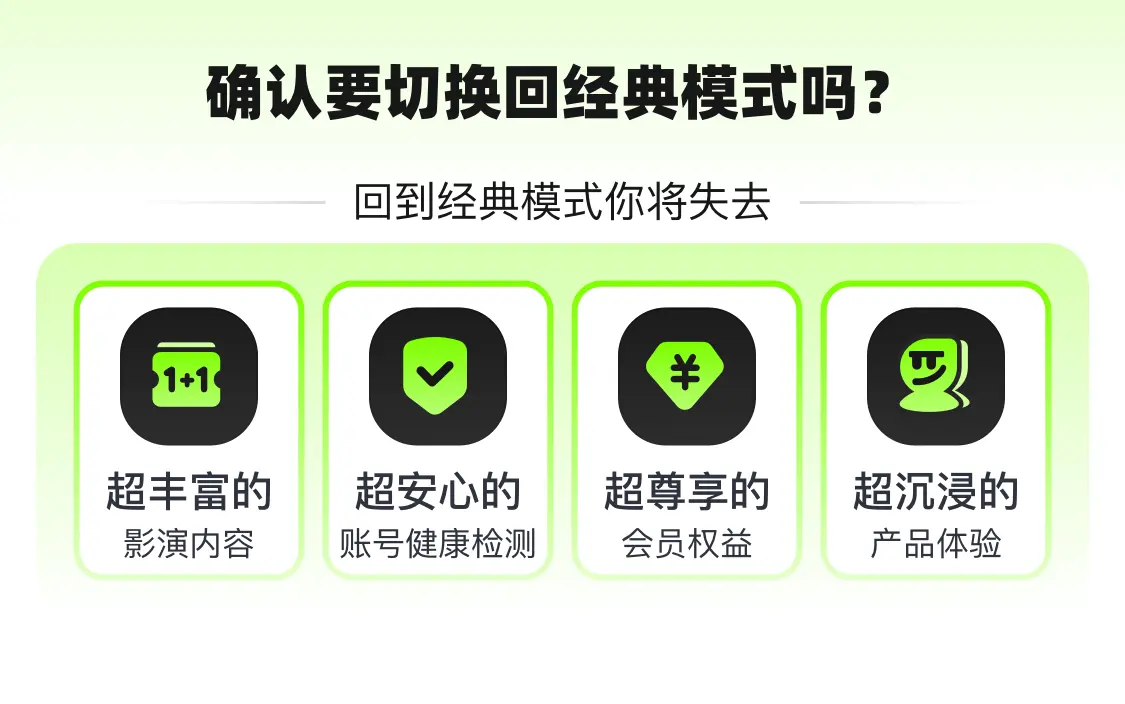 确认要切换回经典模式吗？
回到经典模式你将失去
1+1
¥
超丰富的
影演内容
超安心的
账号健康检测
超尊享的
会员权益
超沉浸的
产品体验